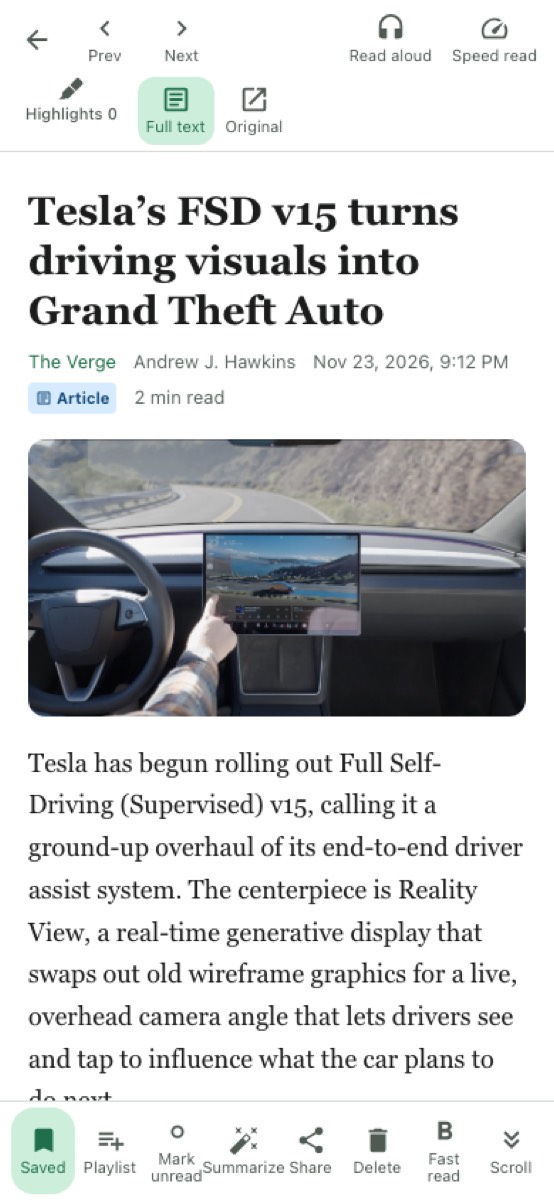 Prev
Next
Read aloud
Speed read
Highlights 0
Full text
Original
Tesla’s FSD v15 turns
driving visuals into
Grand Theft Auto
The Verge Andrew J. Hawkins Nov 23, 2026, 9:12 PM
Article 2 min read
Tesla has begun rolling out Full Self-
Driving (Supervised) v15, calling it a
ground-up overhaul of its end-to-end driver
assist system. The centerpiece is Reality
View, a real-time generative display that
swaps out old wireframe graphics for a live,
overhead camera angle that lets drivers see
and tap to influence what the car plans to
do next
Saved
Playlist
Mark
unread
Summarize
Share
Delete
B
Fast
read
Scroll